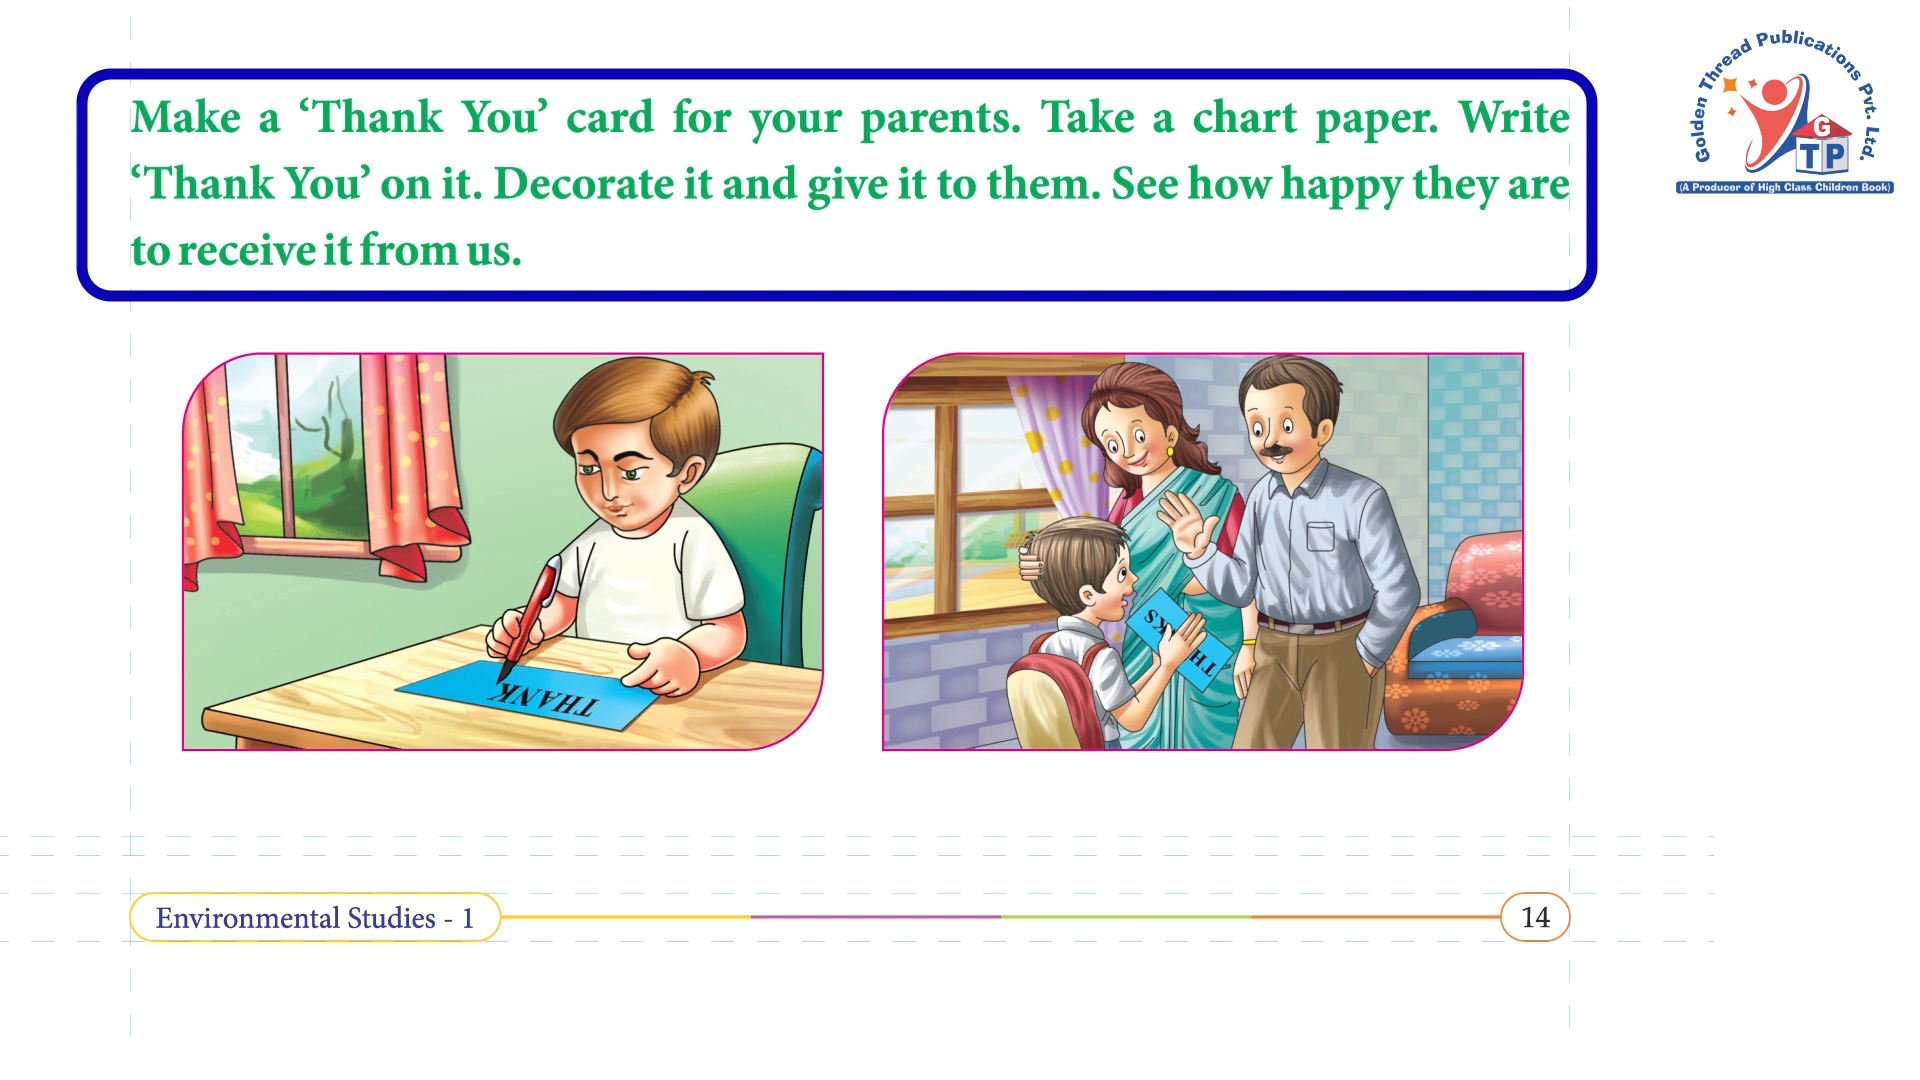 Golden Thread Publications Pvt. Ltd.
G
T P
(A Producer of High Class Children Book)
Make a ‘Thank You’ card for your parents. Take a chart paper. Write
‘Thank You’ on it. Decorate it and give it to them. See how happy they are
to receive it from us.
THANK
TH KS
Environmental Studies - 1
14